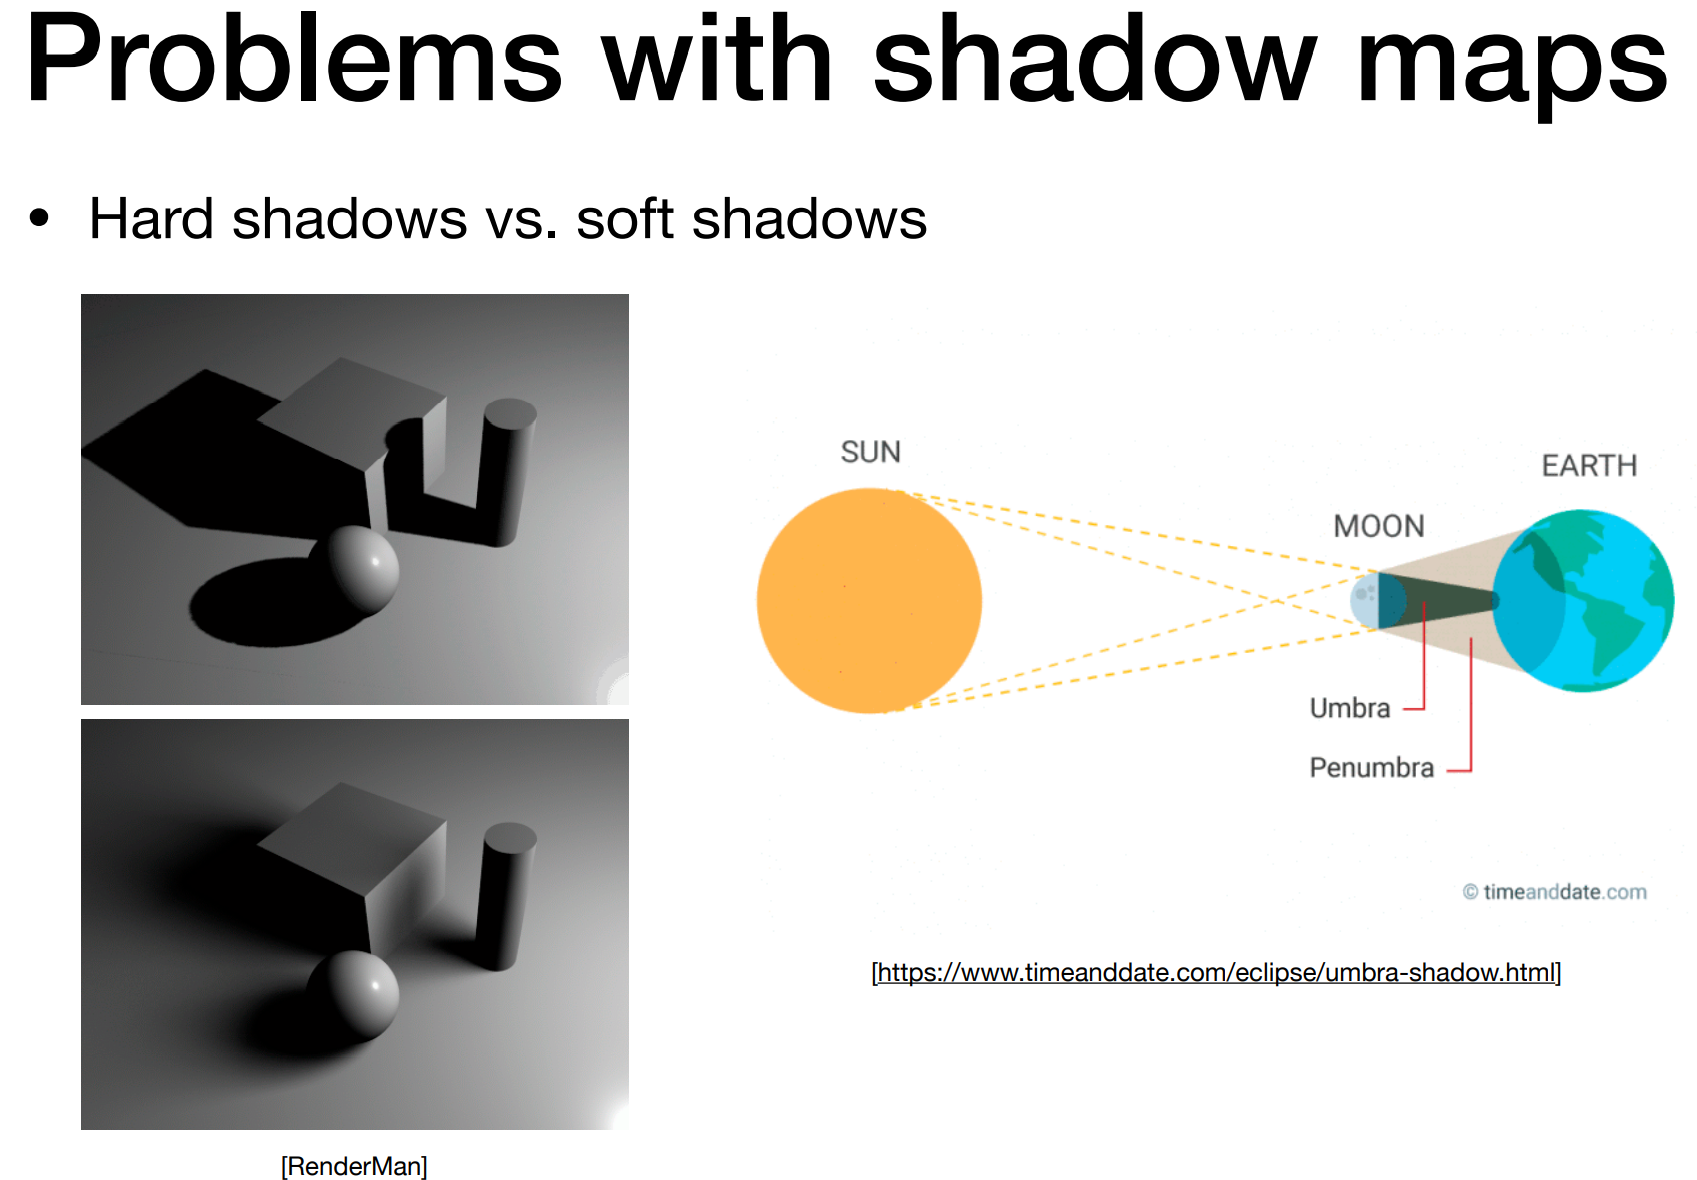 Problems with shadow maps
• Hard shadows vs. soft shadows
SUN
EARTH
MOON
Umbra
Penumbra
© timeanddate.com
[https://www.timeanddate.com/eclipse/umbra-shadow.html]
[RenderMan]